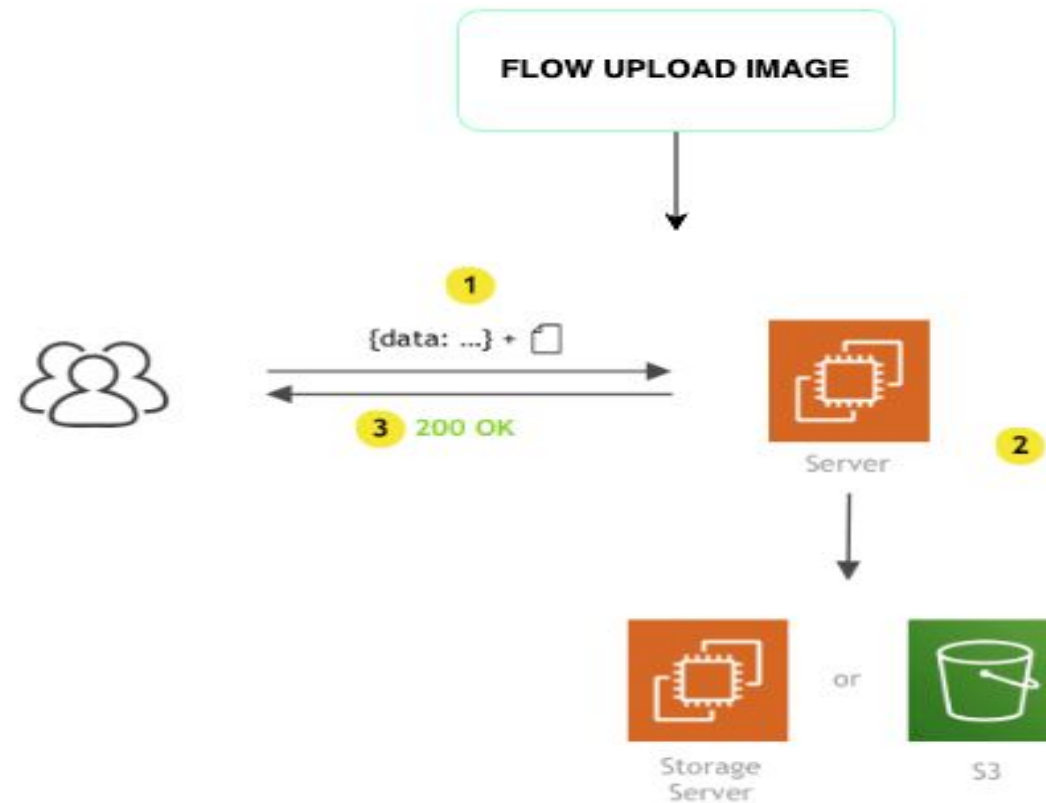 FLOW UPLOAD IMAGE
1
{data: ...} +
3 200 OK
Server
2
or
Storage
Server
S3